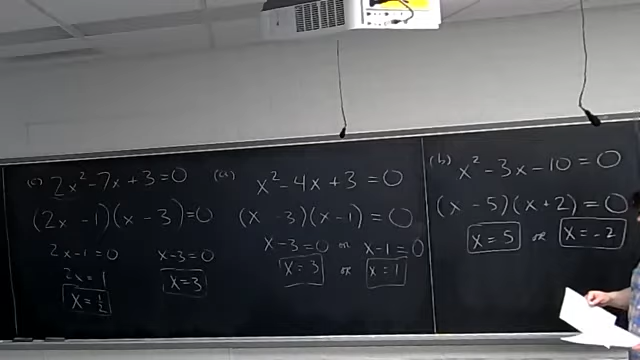 (c) 2x² - 7x + 3 = 0
(2x - 1)(x - 3) = 0
2x - 1 = 0 x - 3 = 0
2x = 1 x = 3
x = 1/2
(a) x² - 4x + 3 = 0
(x - 3)(x - 1) = 0
x - 3 = 0 or x - 1 = 0
x = 3 or x = 1
(b) x² - 3x - 10 = 0
(x - 5)(x + 2) = 0
x = 5 or x = -2